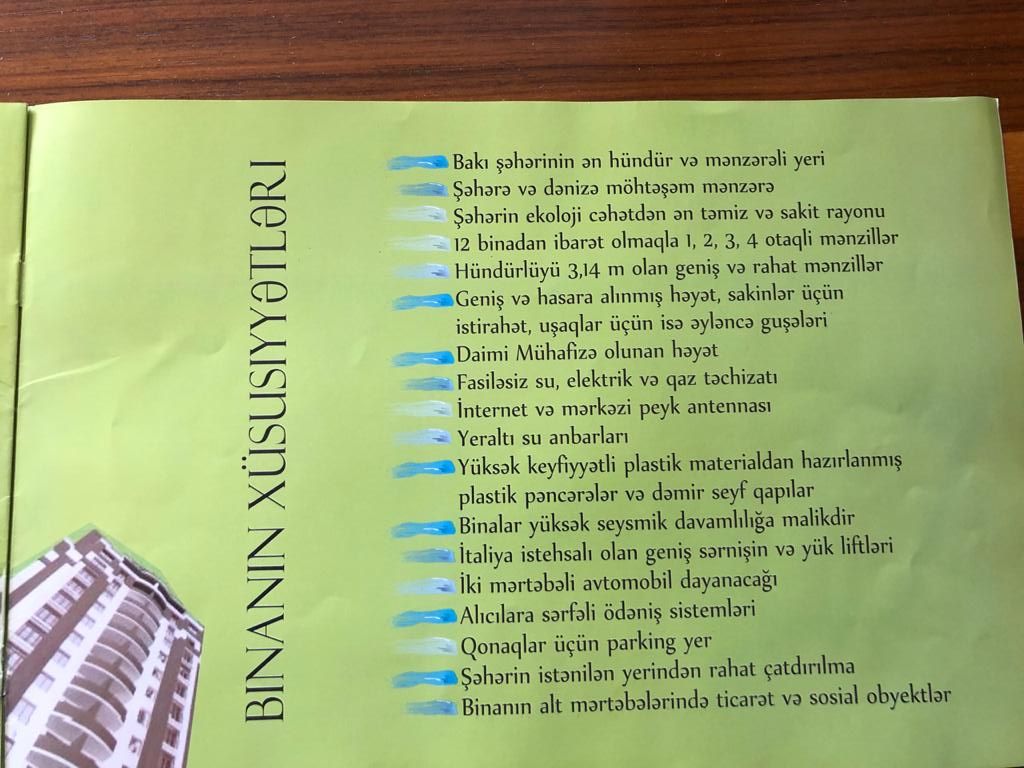 BINANIN XÜSUSIYYƏTLƏRI
Bakı şəhərinin ən hündür və mənzərəli yeri
Şəhərə və dənizə möhtəşəm mənzərə
Şəhərin ekoloji cəhətdən ən təmiz və sakit rayonu
12 binadan ibarət olmaqla 1, 2, 3, 4 otaqli mənzillər
Hündürlüyü 3,14 m olan geniş və rahat mənzillər
Geniş və hasara alınmış həyət, sakinlər üçün
istirahət, uşaqlar üçün isə əyləncə guşələri
Daimi Mühafizə olunan həyət
Fasiləsiz su, elektrik və qaz təchizatı
İnternet və mərkəzi peyk antennası
Yeraltı su anbarları
Yüksək keyfiyyətli plastik materialdan hazırlanmış
plastik pəncərələr və dəmir seyf qapılar
Binalar yüksək seysmik davamlılığa malikdir
İtaliya istehsalı olan geniş sərnişin və yük liftləri
İki mərtəbəli avtomobil dayanacağı
Alıcılara sərfəli ödəniş sistemləri
Qonaqlar üçün parking yer
Şəhərin istənilən yerindən rahat çatdırılma
Binanın alt mərtəbələrində ticarət və sosial obyektlər